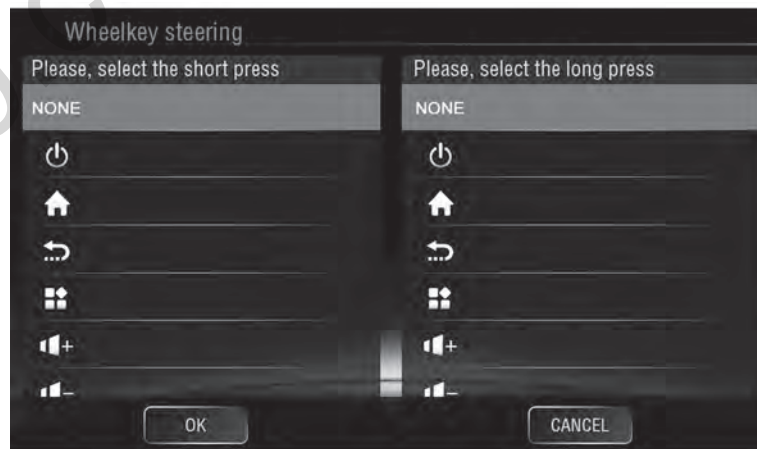 Wheelkey steering
Please, select the short press
Please, select the long press
NONE
NONE
+
+
-
-
OK
CANCEL